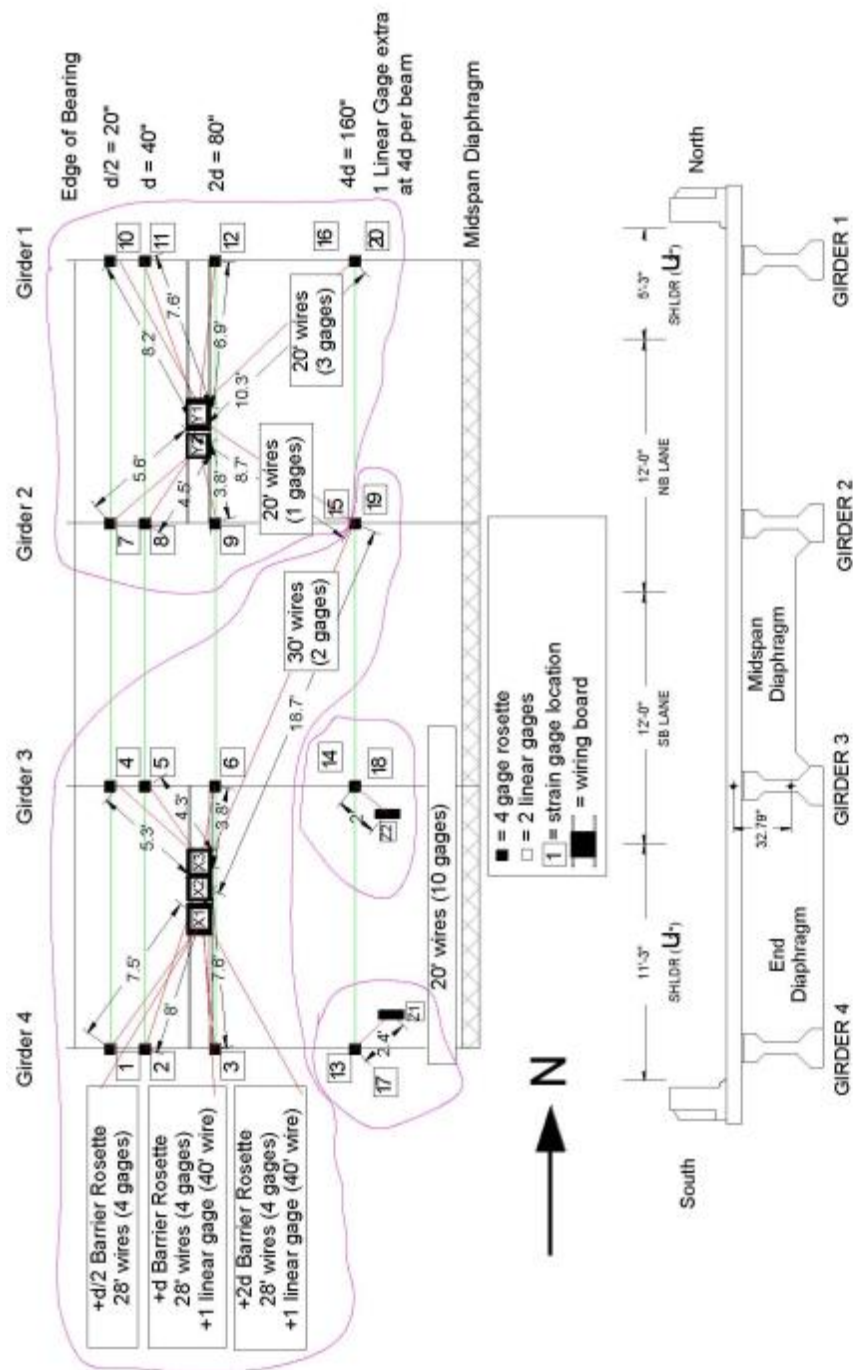 Girder 4
Girder 3
Girder 2
Girder 1
Edge of Bearing
d/2 = 20"
d = 40"
2d = 80"
4d = 160"
1 Linear Gage extra
at 4d per beam
Midspan Diaphragm
+d/2 Barrier Rosette
28' wires (4 gages)
+d Barrier Rosette
28' wires (4 gages)
+1 linear gage (40' wire)
+2d Barrier Rosette
28' wires (4 gages)
+1 linear gage (40' wire)
1
2
3
4
5
6
7
8
9
10
11
12
13
17
14
18
15
19
16
20
X1
X2
X3
Y2
Y1
Z1
Z2
7.5'
8'
7.6'
5.3'
4.3'
3.8'
5.6'
4.5'
3.8'
8.7'
8.2'
7.6'
6.9'
10.3'
18.7'
2.4'
2'
20' wires
(1 gages)
20' wires
(3 gages)
30' wires
(2 gages)
20' wires (10 gages)
N
= 4 gage rosette
= 2 linear gages
1 = strain gage location
= wiring board
South
North
11'-3"
SHLDR (U*)
12'-0"
SB LANE
12'-0"
NB LANE
5'-3"
SHLDR (U*)
32.79"
End
Diaphragm
Midspan
Diaphragm
GIRDER 4
GIRDER 3
GIRDER 2
GIRDER 1